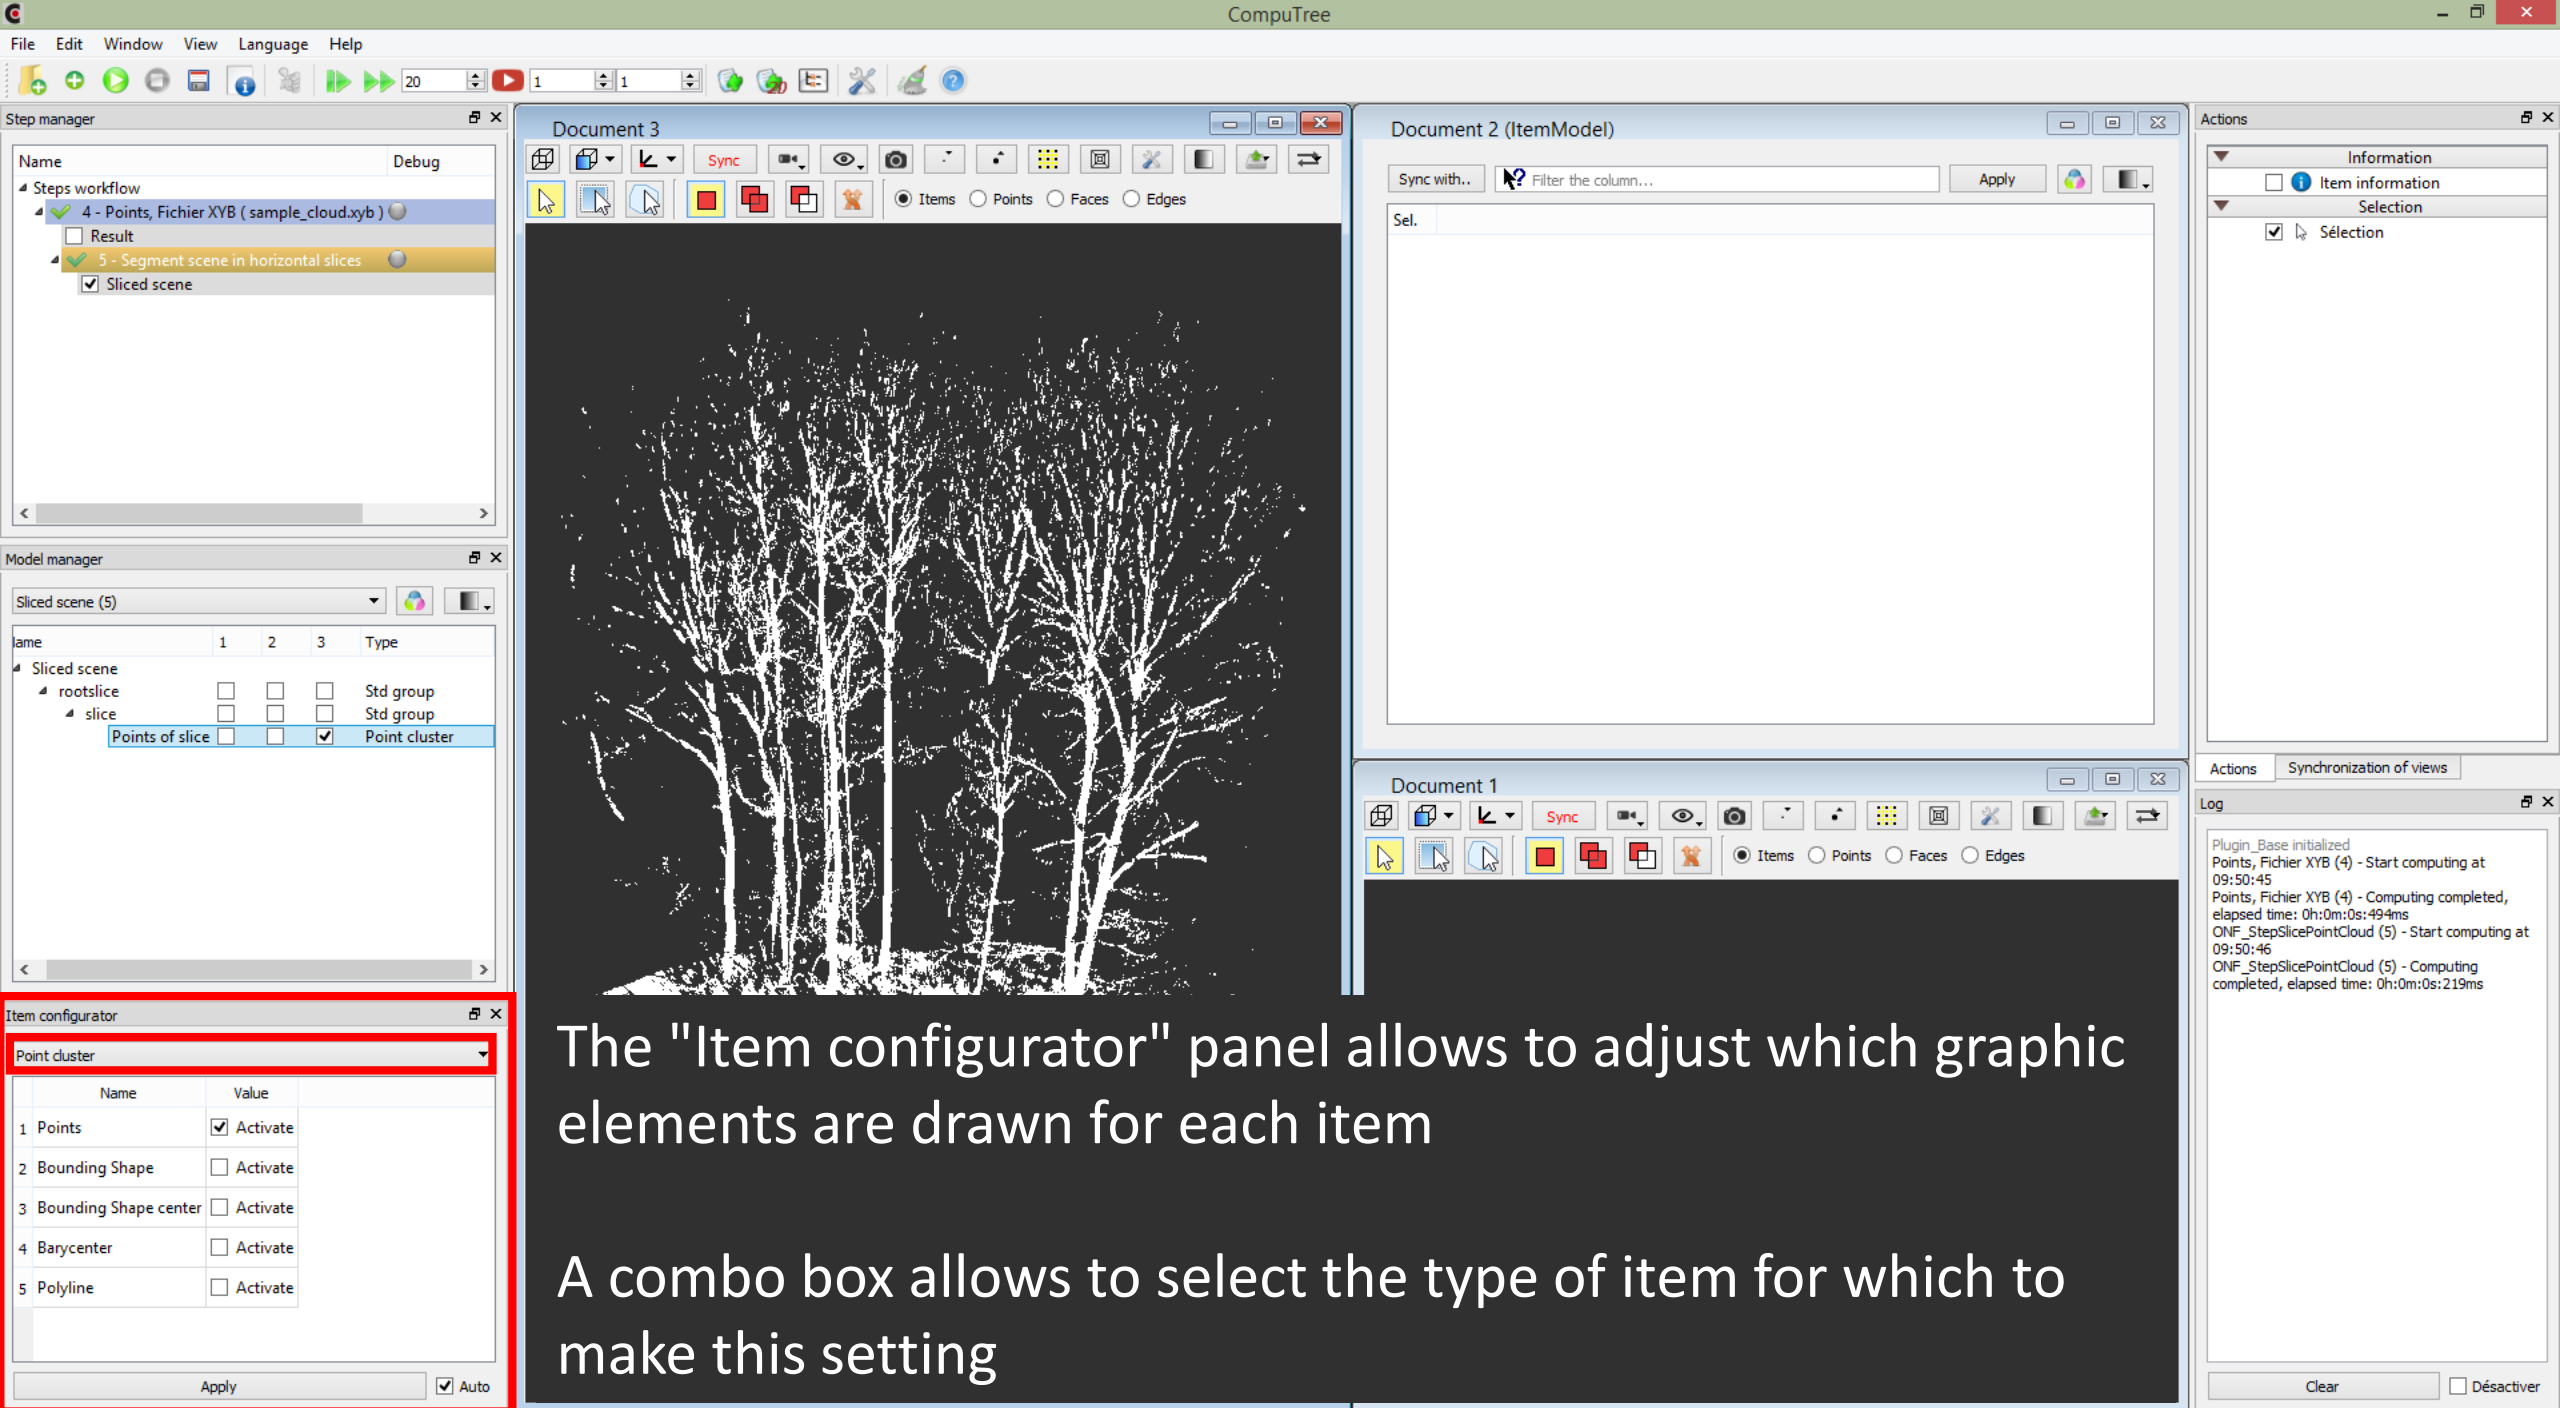 CompuTree
File Edit Window View Language Help
20 1 1
Step manager
Name Debug
Steps workflow
4 - Points, Fichier XYB ( sample_cloud.xyb )
Result
5 - Segment scene in horizontal slices
Sliced scene
Model manager
Sliced scene (5)
lame 1 2 3 Type
Sliced scene
rootslice Std group
slice Std group
Points of slice Point cluster
Item configurator
Point cluster
Name Value
1 Points Activate
2 Bounding Shape Activate
3 Bounding Shape center Activate
4 Barycenter Activate
5 Polyline Activate
Apply Auto
Document 3
Sync
Items Points Faces Edges
Document 2 (ItemModel)
Sync with.. Filter the column... Apply
Sel.
Document 1
Sync
Items Points Faces Edges
The "Item configurator" panel allows to adjust which graphic
elements are drawn for each item
A combo box allows to select the type of item for which to
make this setting
Actions
Information
Item information
Selection
Sélection
Actions Synchronization of views
Log
Plugin_Base initialized
Points, Fichier XYB (4) - Start computing at
09:50:45
Points, Fichier XYB (4) - Computing completed,
elapsed time: 0h:0m:0s:494ms
ONF_StepSlicePointCloud (5) - Start computing at
09:50:46
ONF_StepSlicePointCloud (5) - Computing
completed, elapsed time: 0h:0m:0s:219ms
Clear Désactiver